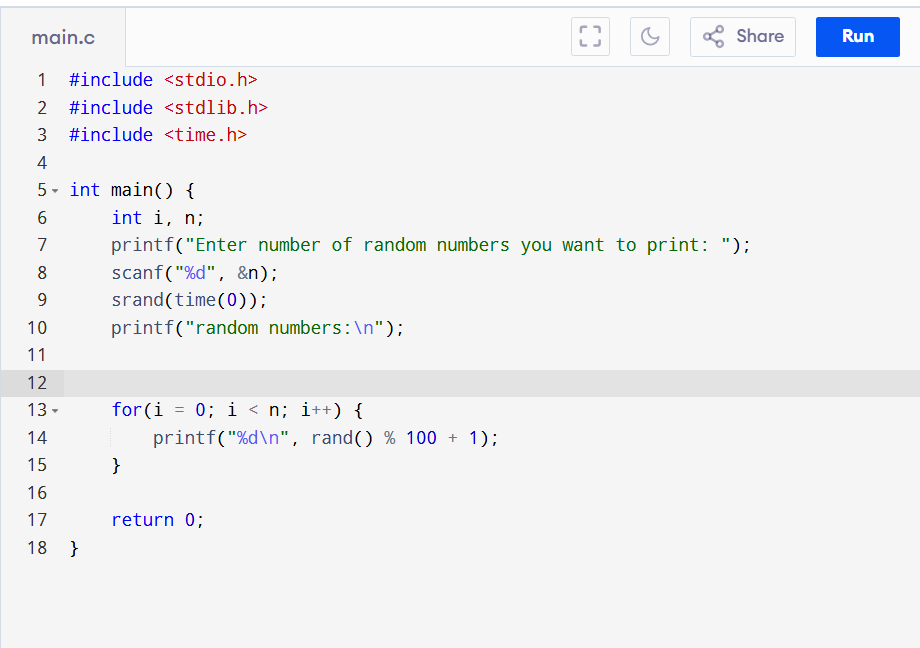 main.c
Share
Run
1 #include <stdio.h>
2 #include <stdlib.h>
3 #include <time.h>
4
5 int main() {
6     int i, n;
7     printf("Enter number of random numbers you want to print: ");
8     scanf("%d", &n);
9     srand(time(0));
10     printf("random numbers:\n");
11
12
13     for(i = 0; i < n; i++) {
14         printf("%d\n", rand() % 100 + 1);
15     }
16
17     return 0;
18 }